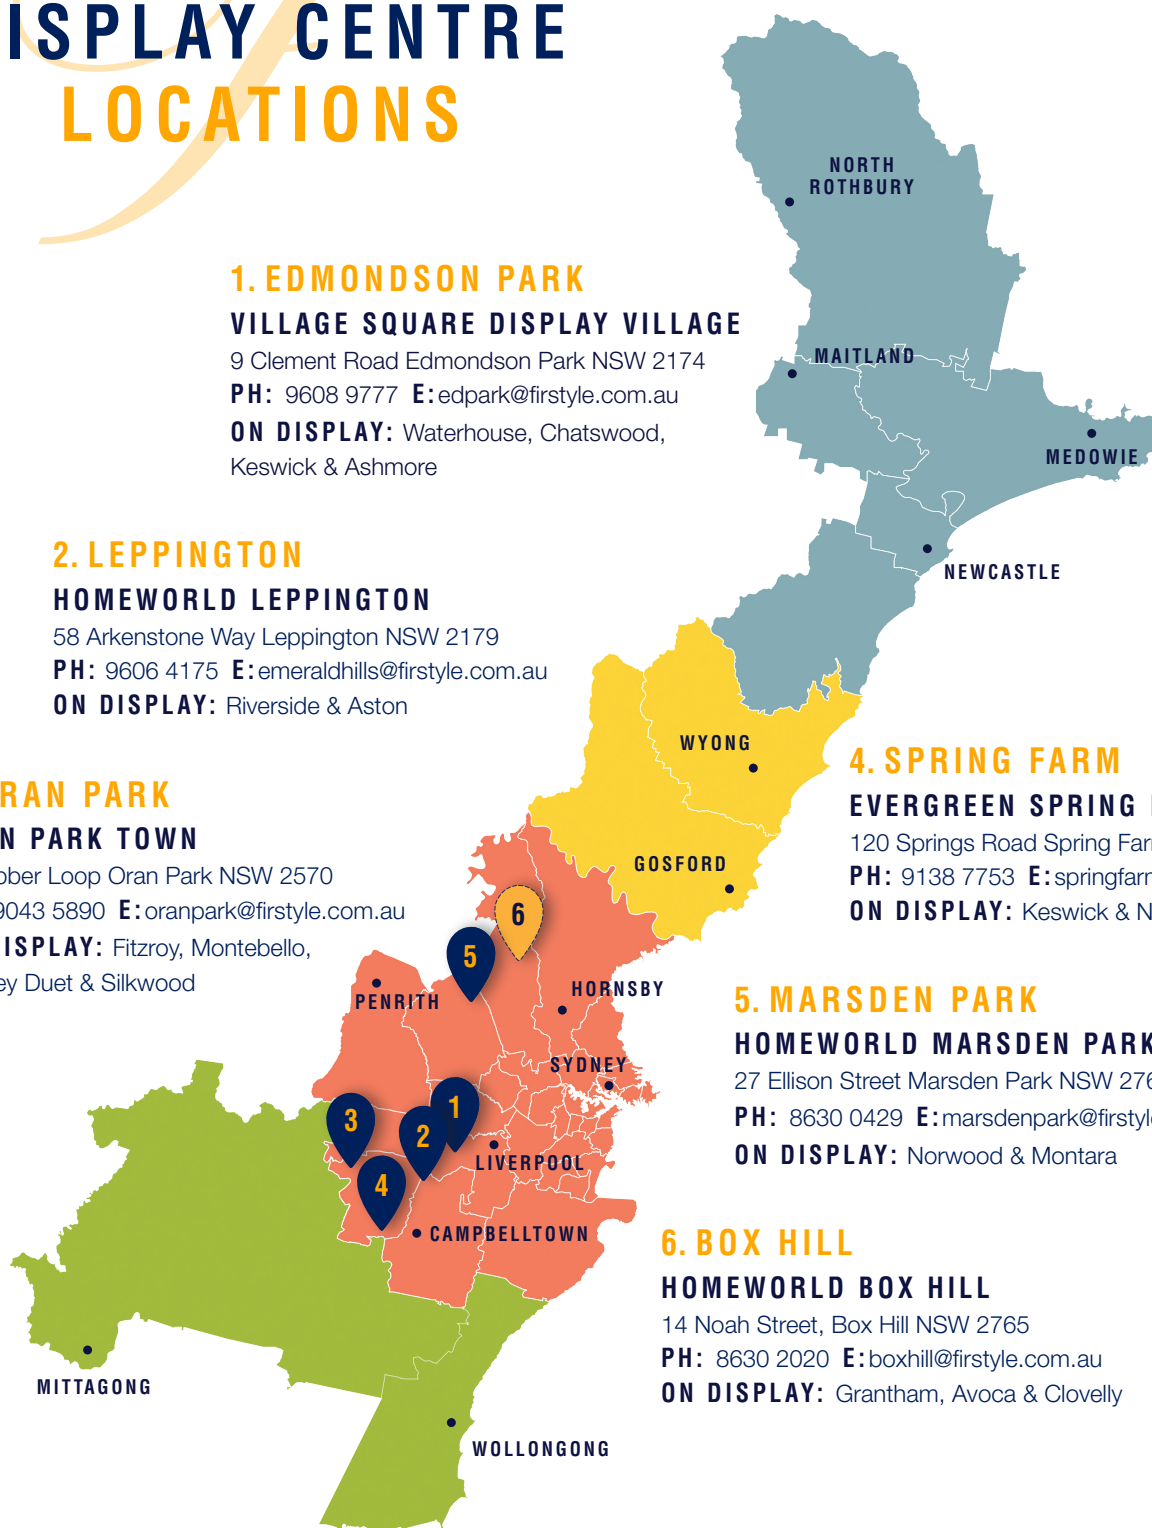 ISPLAY CENTRE
LOCATIONS
1. EDMONDSON PARK
VILLAGE SQUARE DISPLAY VILLAGE
9 Clement Road Edmondson Park NSW 2174
PH: 9608 9777 E: edpark@firstyle.com.au
ON DISPLAY: Waterhouse, Chatswood,
Keswick & Ashmore
2. LEPPINGTON
HOMEWORLD LEPPINGTON
58 Arkenstone Way Leppington NSW 2179
PH: 9606 4175 E: emeraldhills@firstyle.com.au
ON DISPLAY: Riverside & Aston
RAN PARK
N PARK TOWN
ober Loop Oran Park NSW 2570
9043 5890 E: oranpark@firstyle.com.au
ISPLAY: Fitzroy, Montebello,
ey Duet & Silkwood
4. SPRING FARM
EVERGREEN SPRING
120 Springs Road Spring Far
PH: 9138 7753 E: springfar
ON DISPLAY: Keswick & N
5. MARSDEN PARK
HOMEWORLD MARSDEN PARK
27 Ellison Street Marsden Park NSW 276
PH: 8630 0429 E: marsdenpark@firstyle
ON DISPLAY: Norwood & Montara
6. BOX HILL
HOMEWORLD BOX HILL
14 Noah Street, Box Hill NSW 2765
PH: 8630 2020 E: boxhill@firstyle.com.au
ON DISPLAY: Grantham, Avoca & Clovelly
NORTH
ROTHBURY
MAITLAND
MEDOWIE
NEWCASTLE
WYONG
GOSFORD
6
5
HORNSBY
PENRITH
SYDNEY
1
3
2
LIVERPOOL
4
CAMPBELLTOWN
MITTAGONG
WOLLONGONG